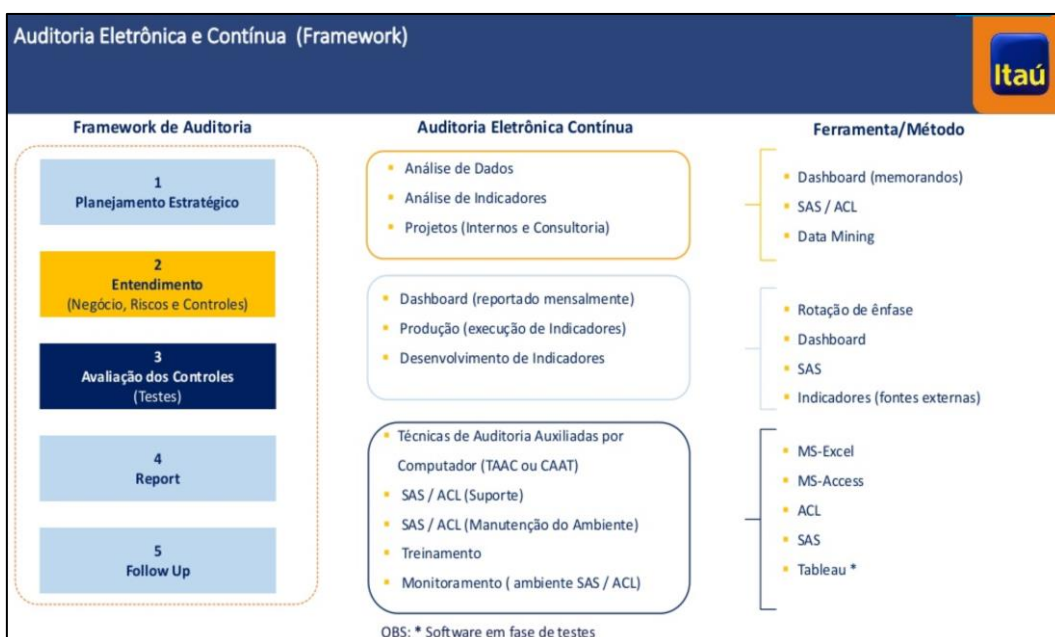 Auditoria Eletrônica e Contínua (Framework)
Itaú
Framework de Auditoria
1
Planejamento Estratégico
2
Entendimento
(Negócio, Riscos e Controles)
3
Avaliação dos Controles
(Testes)
4
Report
5
Follow Up
Auditoria Eletrônica Contínua
Análise de Dados
Análise de Indicadores
Projetos (Internos e Consultoria)
Dashboard (reportado mensalmente)
Produção (execução de Indicadores)
Desenvolvimento de Indicadores
Técnicas de Auditoria Auxiliadas por
Computador (TAAC ou CAAT)
SAS / ACL (Suporte)
SAS / ACL (Manutenção do Ambiente)
Treinamento
Monitoramento ( ambiente SAS / ACL)
OBS: * Software em fase de testes
Ferramenta/Método
Dashboard (memorandos)
SAS / ACL
Data Mining
Rotação de ênfase
Dashboard
SAS
Indicadores (fontes externas)
MS-Excel
MS-Access
ACL
SAS
Tableau *